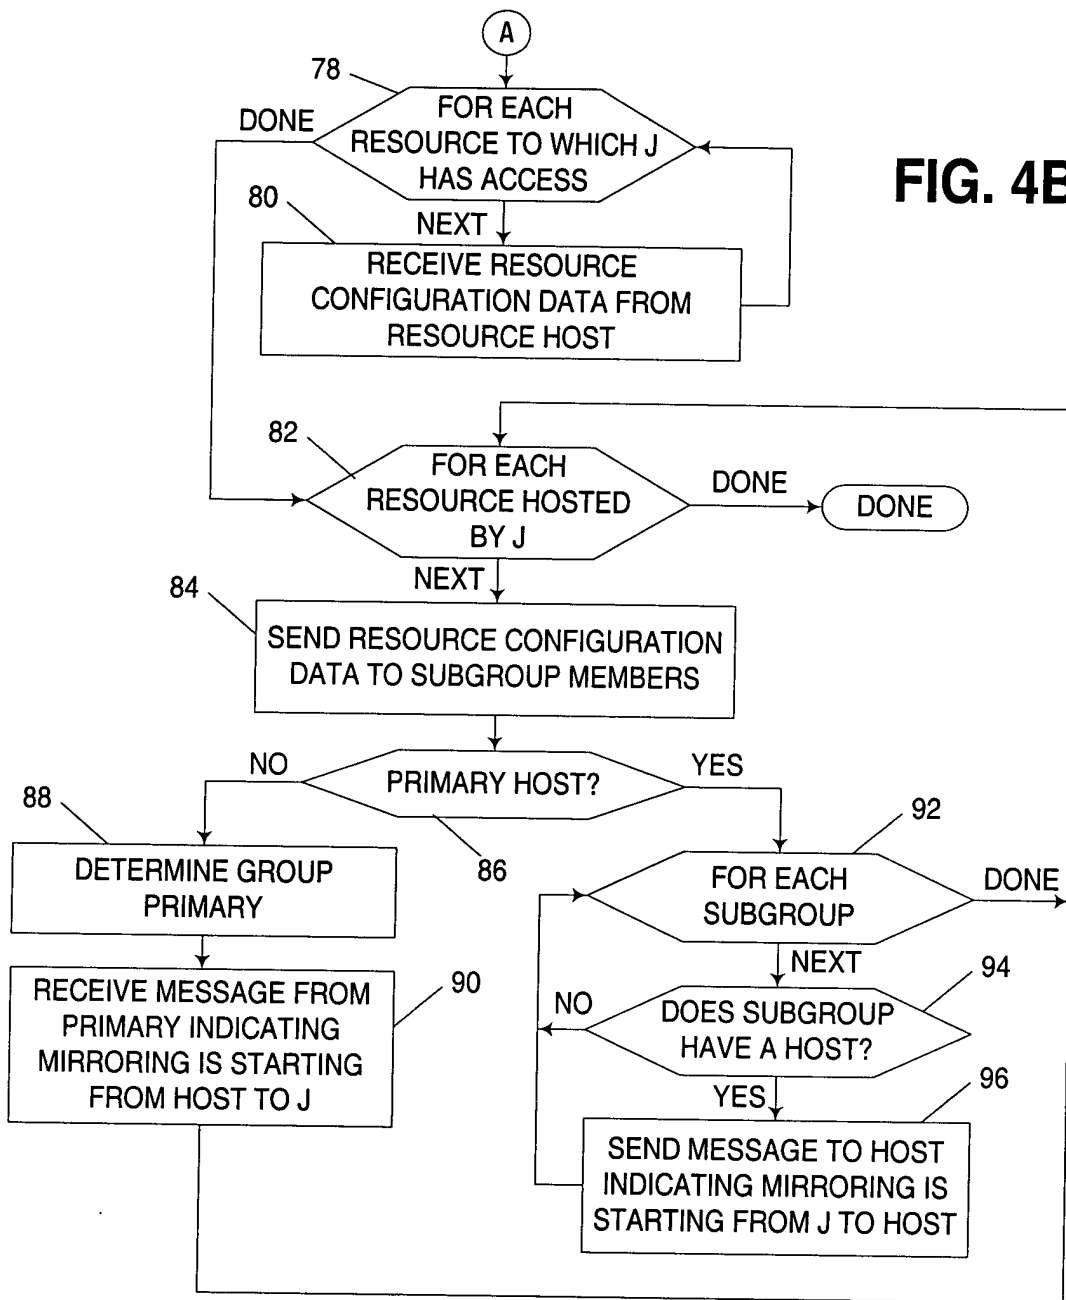 A
78
FOR EACH
RESOURCE TO WHICH J
HAS ACCESS
DONE
FIG. 4B
80
NEXT
RECEIVE RESOURCE
CONFIGURATION DATA FROM
RESOURCE HOST
82
FOR EACH
RESOURCE HOSTED
BY J
DONE
DONE
NEXT
84
SEND RESOURCE CONFIGURATION
DATA TO SUBGROUP MEMBERS
NO
PRIMARY HOST?
YES
88
86
92
DETERMINE GROUP
PRIMARY
FOR EACH
SUBGROUP
DONE
NEXT
RECEIVE MESSAGE FROM
PRIMARY INDICATING
MIRRORING IS STARTING
FROM HOST TO J
90
94
NO
DOES SUBGROUP
HAVE A HOST?
YES
96
SEND MESSAGE TO HOST
INDICATING MIRRORING IS
STARTING FROM J TO HOST